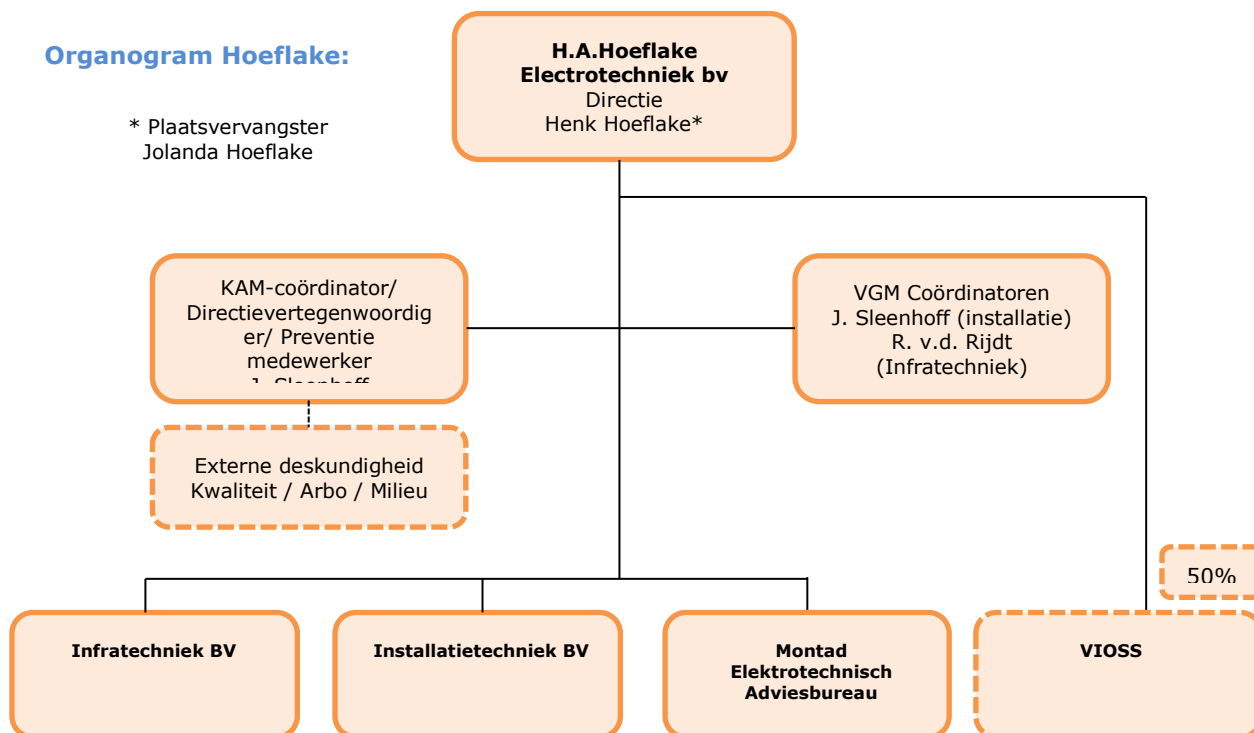 Organogram Hoeflake:
* Plaatsvervangster
Jolanda Hoeflake
H.A.Hoeflake
Electrotechniek bv
Directie
Henk Hoeflake*
KAM-coördinator/
Directievertegenwoordig
er/ Preventie
medewerker
J. Sleenhoff
VGM Coördinatoren
J. Sleenhoff (installatie)
R. v.d. Rijdt
(Infratechniek)
Externe deskundigheid
Kwaliteit / Arbo / Milieu
50%
Infratechniek BV
Installatietechniek BV
Montad
Elektrotechnisch
Adviesbureau
VIOSS